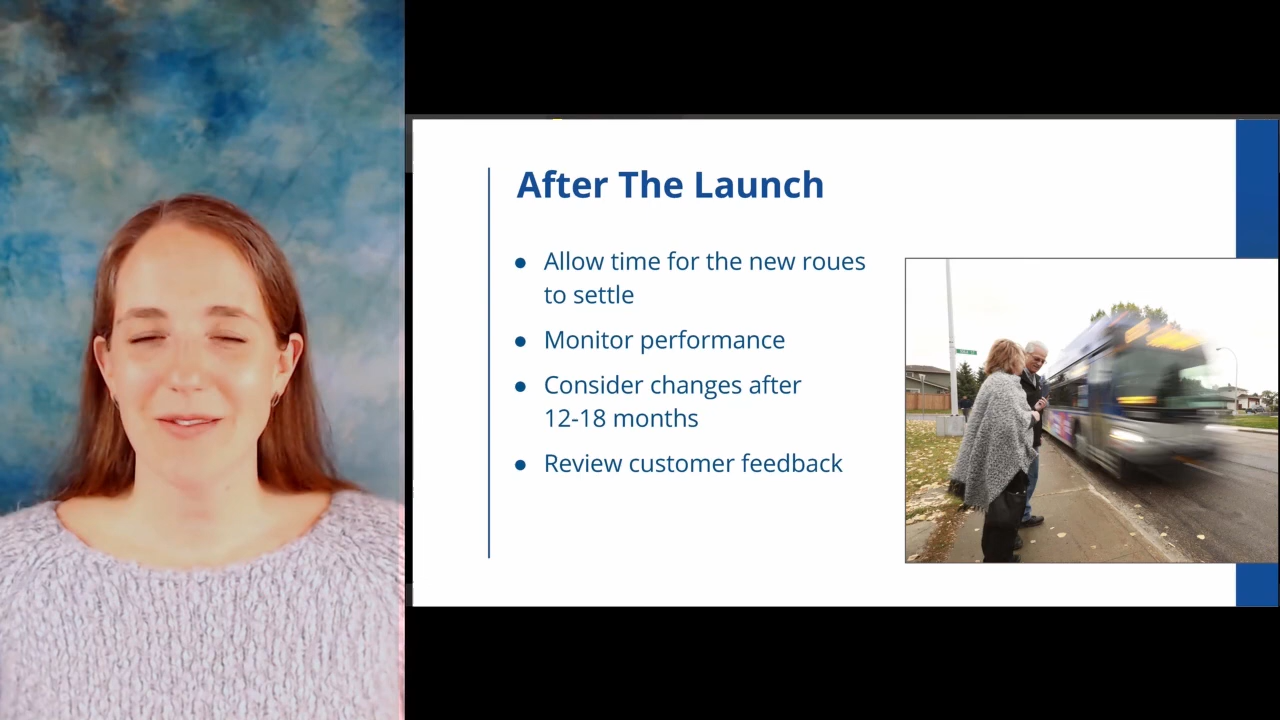 After The Launch
● Allow time for the new roues
to settle
● Monitor performance
● Consider changes after
12-18 months
● Review customer feedback